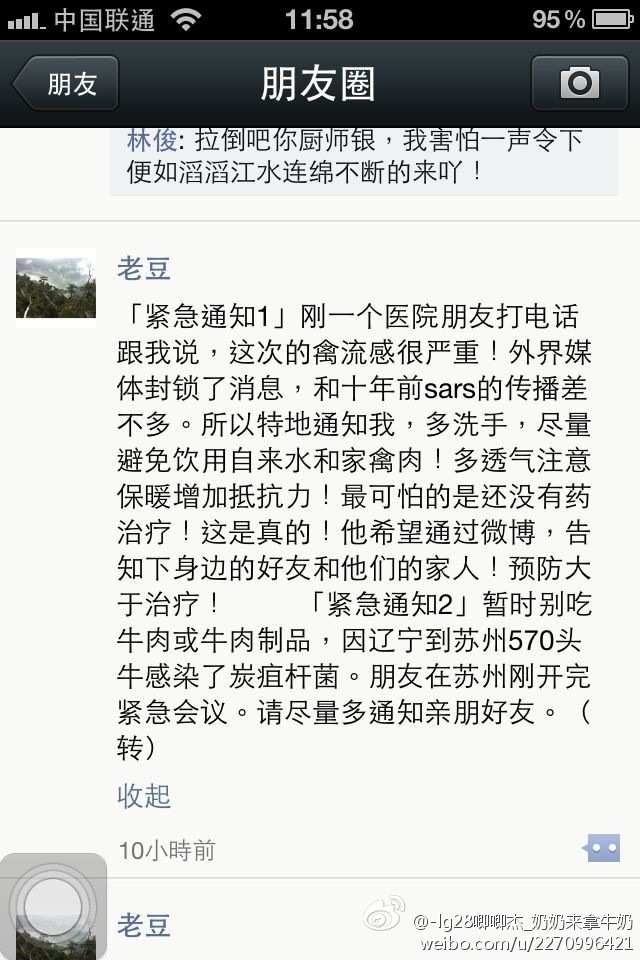 中国联通
11:58
95%
朋友
朋友圈
林俊: 拉倒吧你厨师银，我害怕一声令下
便如滔滔江水连绵不断的来吖！
老豆
「紧急通知1」刚一个医院朋友打电话
跟我说，这次的禽流感很严重！外界媒
体封锁了消息，和十年前sars的传播差
不多。所以特地通知我，多洗手，尽量
避免饮用自来水和家禽肉！多透气注意
保暖增加抵抗力！最可怕的是还没有药
治疗！这是真的！他希望通过微博，告
知下身边的好友和他们的家人！预防大
于治疗！ 「紧急通知2」暂时别吃
牛肉或牛肉制品，因辽宁到苏州570头
牛感染了炭疽杆菌。朋友在苏州刚开完
紧急会议。请尽量多通知亲朋好友。（
转）
收起
10小時前
老豆
@-lg28唧唧杰_奶奶来拿牛奶
weibo.com/u/2270996421